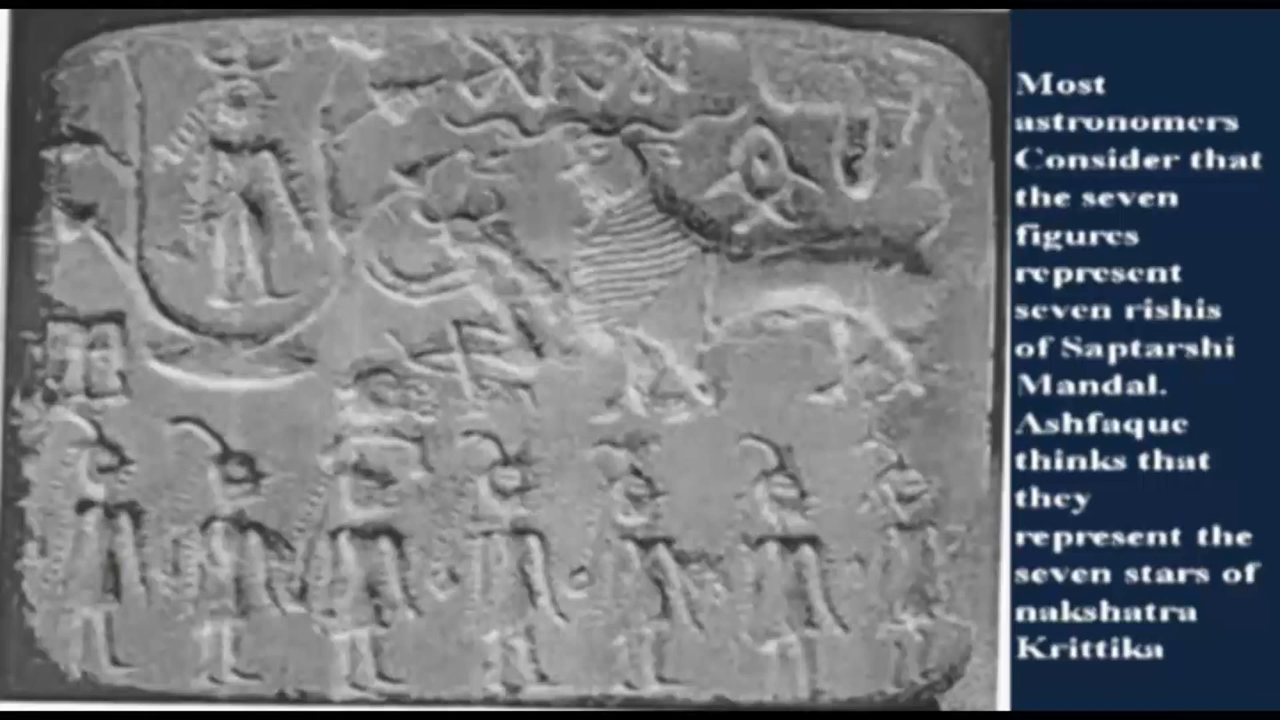 Most
astronomers
Consider that
the seven
figures
represent
seven rishis
of Saptarshi
Mandal.
Ashfaque
thinks that
they
represent the
seven stars of
nakshatra
Krittika